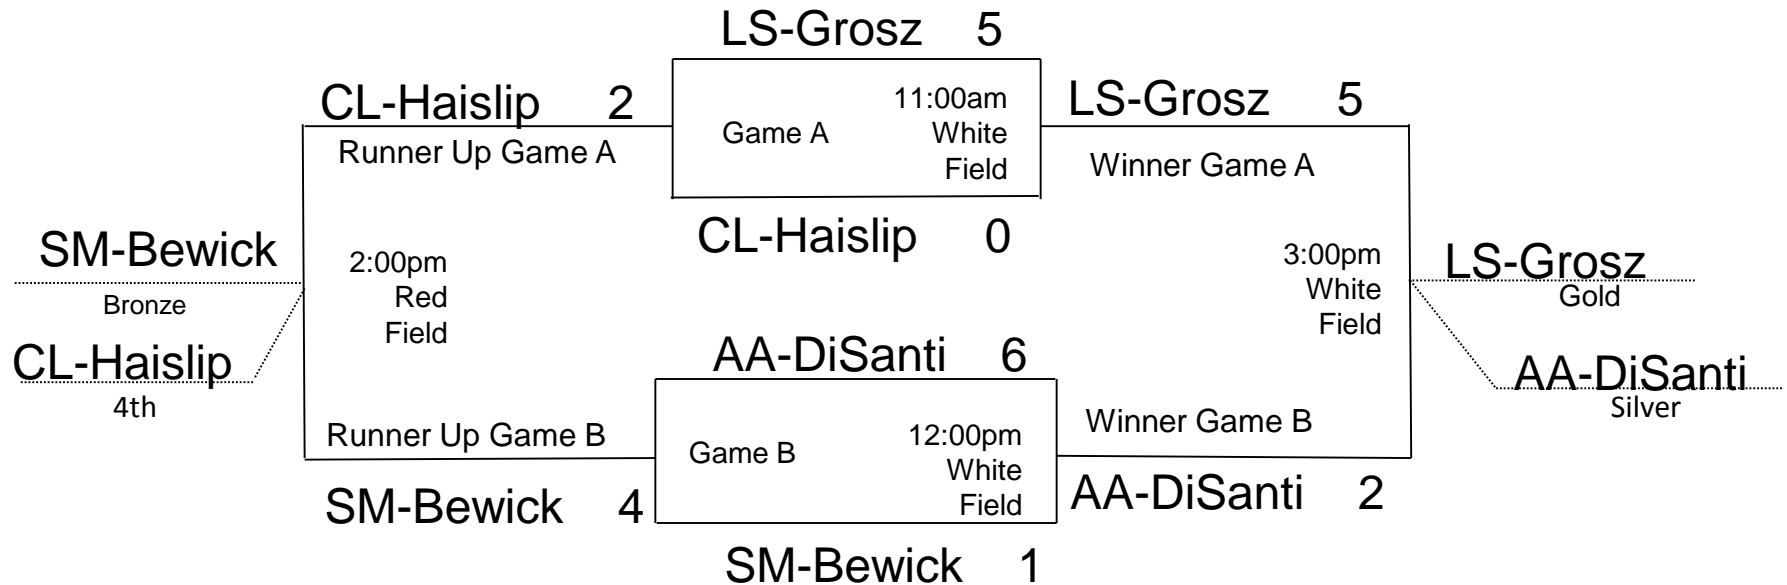 LS-Grosz 5
CL-Haislip 2
Runner Up Game A
Game A
11:00am
White
Field
LS-Grosz 5
Winner Game A
CL-Haislip 0
SM-Bewick
Bronze
CL-Haislip
4th
2:00pm
Red
Field
3:00pm
White
Field
LS-Grosz
Gold
AA-DiSanti
Silver
AA-DiSanti 6
Runner Up Game B
SM-Bewick 4
Game B
12:00pm
White
Field
Winner Game B
AA-DiSanti 2
SM-Bewick 1